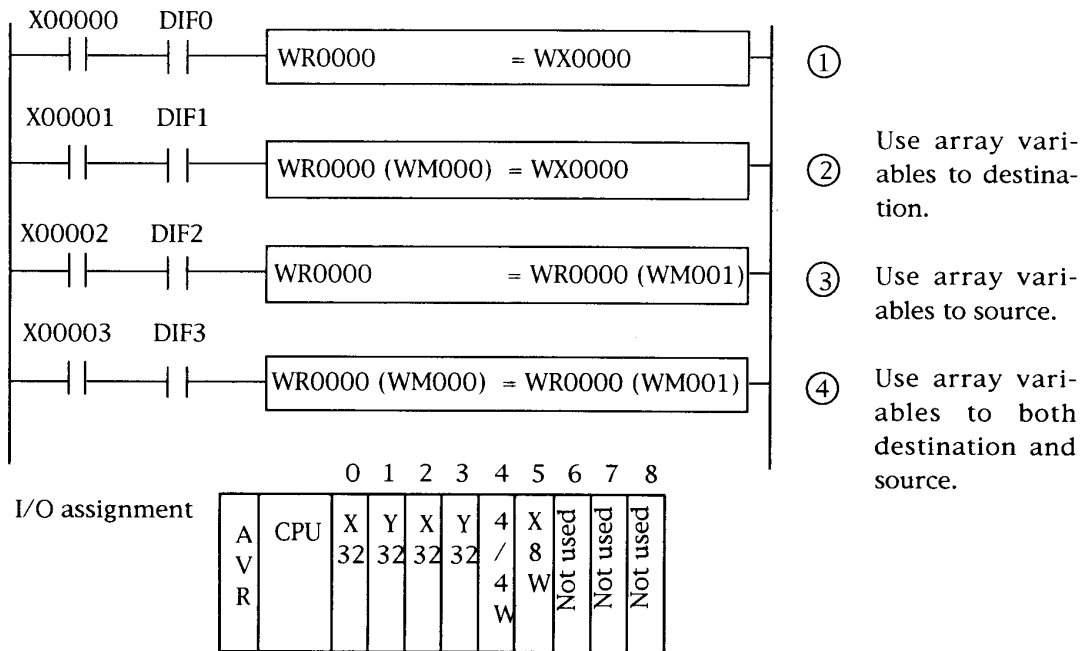 X00000 DIF0
WR0000 = WX0000 ①
X00001 DIF1
WR0000 (WM000) = WX0000 ②
Use array vari-
ables to destina-
tion.
X00002 DIF2
WR0000 = WR0000 (WM001) ③
Use array vari-
ables to source.
X00003 DIF3
WR0000 (WM000) = WR0000 (WM001) ④
Use array vari-
ables to both
destination and
source.
I/O assignment
0 1 2 3 4 5 6 7 8
AVR
CPU
X 32
Y 32
X 32
Y 32
4/4W
X 8 W
Not used
Not used
Not used